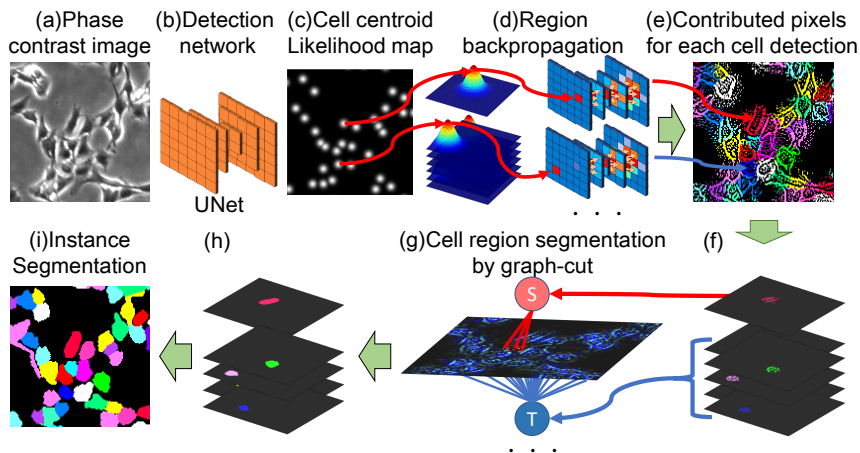 (a)Phase
contrast image
(b)Detection
network
(c)Cell centroid
Likelihood map
(d)Region
backpropagation
(e)Contributed pixels
for each cell detection
UNet
. . .
(i)Instance
Segmentation
(h)
(g)Cell region segmentation
by graph-cut
(f)
S
T
. . .